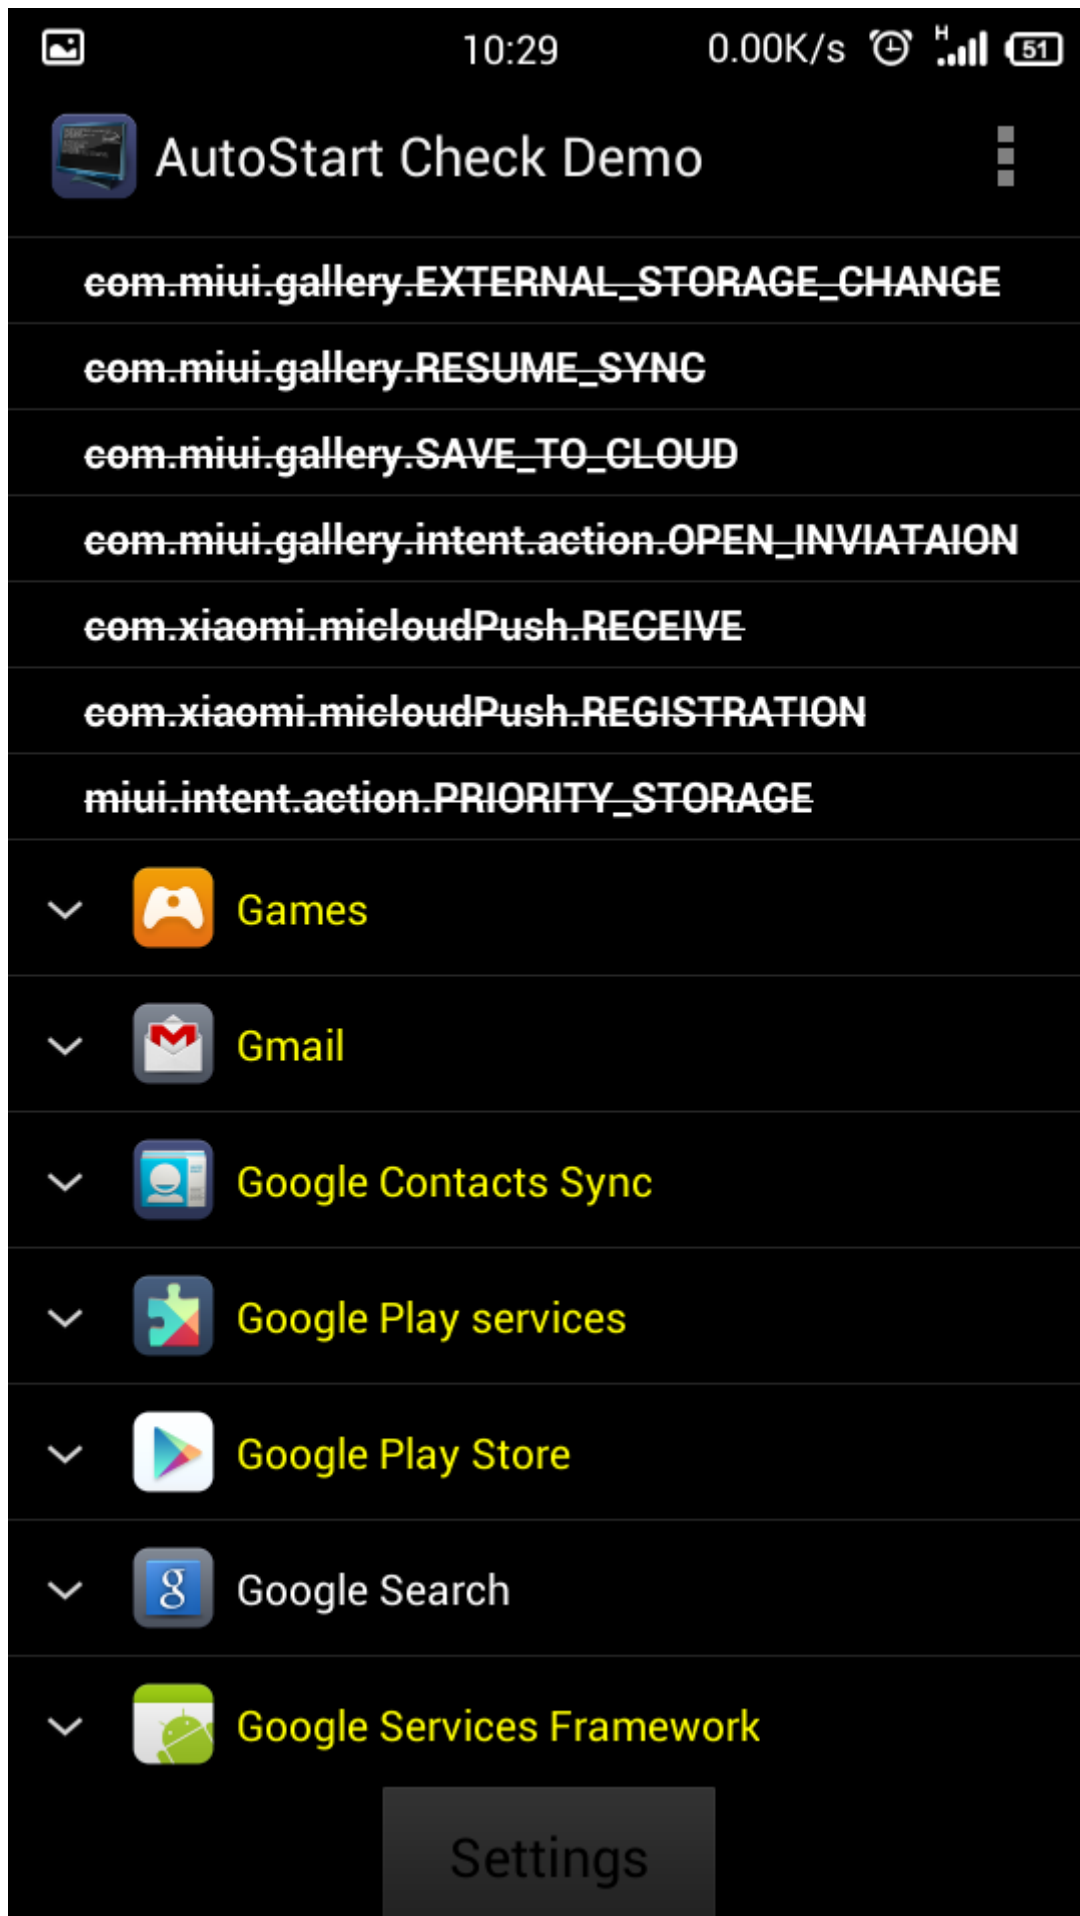 10:29 0.00K/s H 51
AutoStart Check Demo
com.miui.gallery.EXTERNAL_STORAGE_CHANGE
com.miui.gallery.RESUME_SYNC
com.miui.gallery.SAVE_TO_CLOUD
com.miui.gallery.intent.action.OPEN_INVIATAION
com.xiaomi.micloudPush.RECEIVE
com.xiaomi.micloudPush.REGISTRATION
miui.intent.action.PRIORITY_STORAGE
Games
Gmail
Google Contacts Sync
Google Play services
Google Play Store
g Google Search
Google Services Framework
Settings